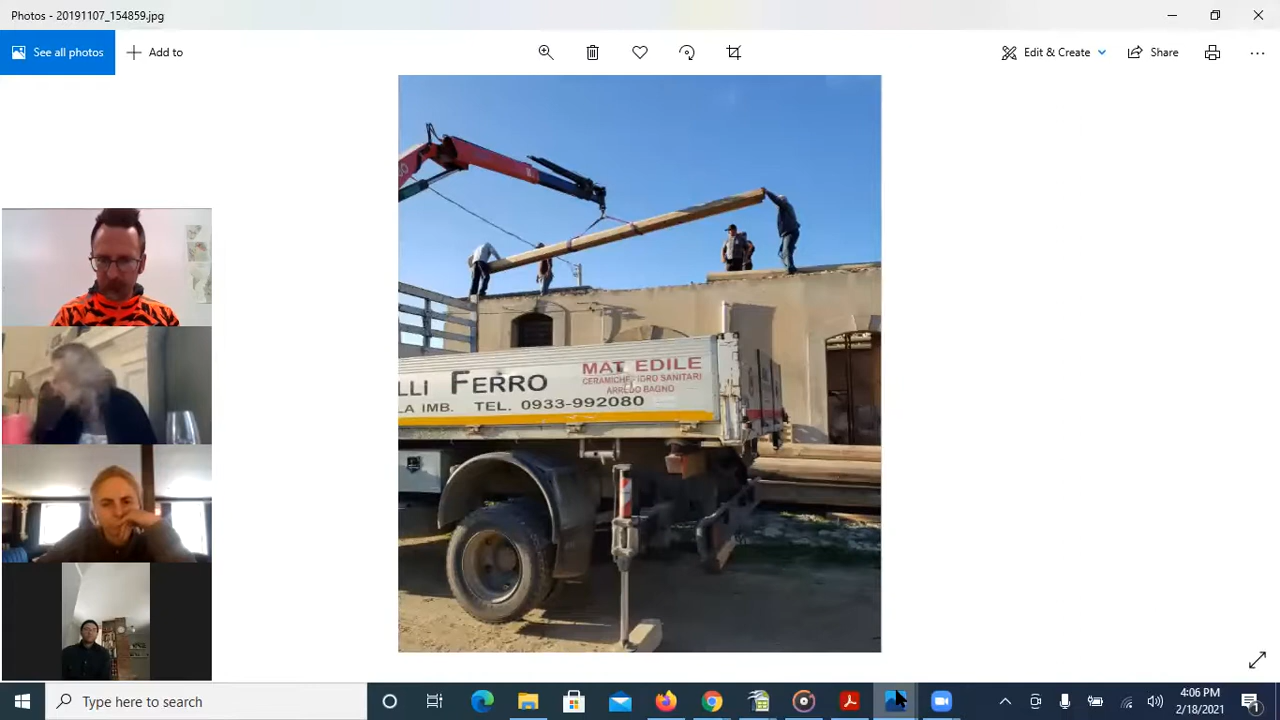 Photos - 20191107_154859.jpg
See all photos
Add to
Edit & Create
Share
LLI FERRO
MAT EDILE
CERAMICHE IDRO SANITARI
ARREDO BAGNO
LA IMB. TEL. 0933-992080
Type here to search
4:06 PM
2/18/2021